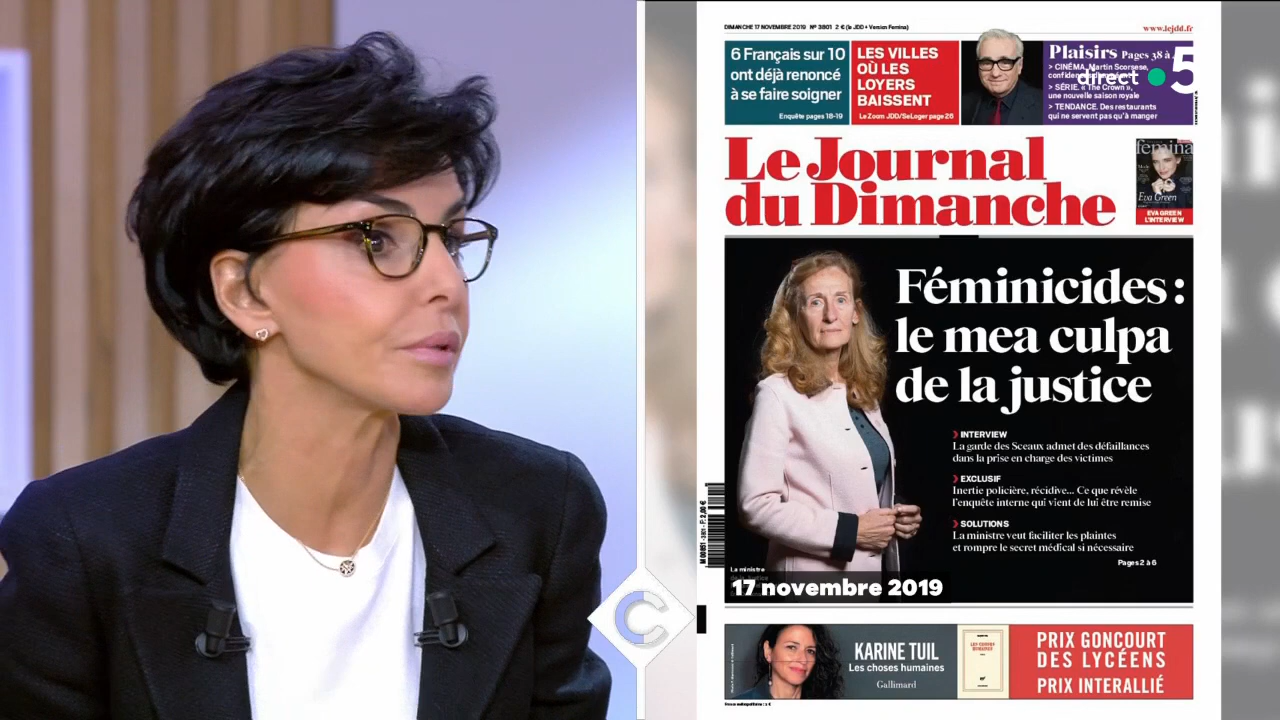 DIMANCHE 17 NOVEMBRE 2019 N° 3801 2 € (le JDD + Version Femina)
www.lejdd.fr
6 Français sur 10
ont déjà renoncé
à se faire soigner
Enquête pages 18-19
LES VILLES
OÙ LES
LOYERS
BAISSENT
Le Zoom JDD/SeLoger page 26
Plaisirs Pages 38 à
> CINÉMA. Martin Scorsese,
> SÉRIE. « The Crown »,
une nouvelle saison royale
> TENDANCE. Des restaurants
qui ne servent pas qu'à manger
direct 5
Le Journal
du Dimanche
femina
Eva Green
EVA GREEN
L'INTERVIEW
Féminicides :
le mea culpa
de la justice
INTERVIEW
La garde des Sceaux admet des défaillances
dans la prise en charge des victimes
EXCLUSIF
Inertie policière, récidive... Ce que révèle
l'enquête interne qui vient de lui être remise
SOLUTIONS
La ministre veut faciliter les plaintes
et rompre le secret médical si nécessaire
Pages 2 à 6
La ministre
17 novembre 2019
C
KARINE TUIL
Les choses humaines
Gallimard
PRIX GONCOURT
DES LYCÉENS
PRIX INTERALLIÉ